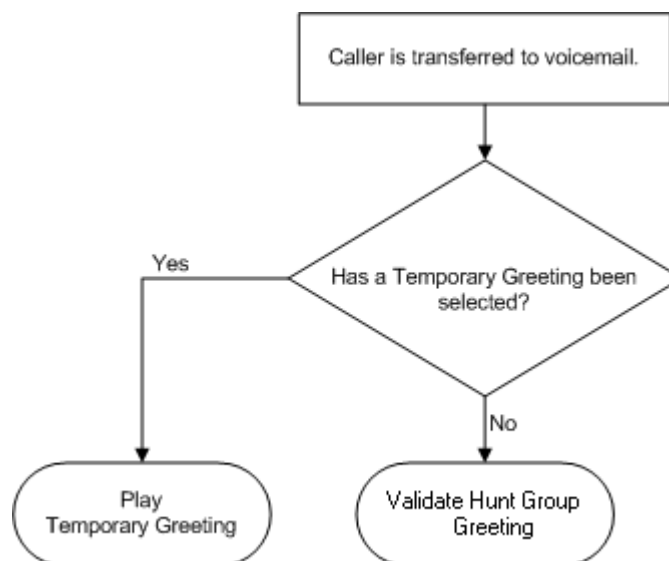 Caller is transferred to voicemail.
Has a Temporary Greeting been
selected?
Yes
No
Play
Temporary Greeting
Validate Hunt Group
Greeting